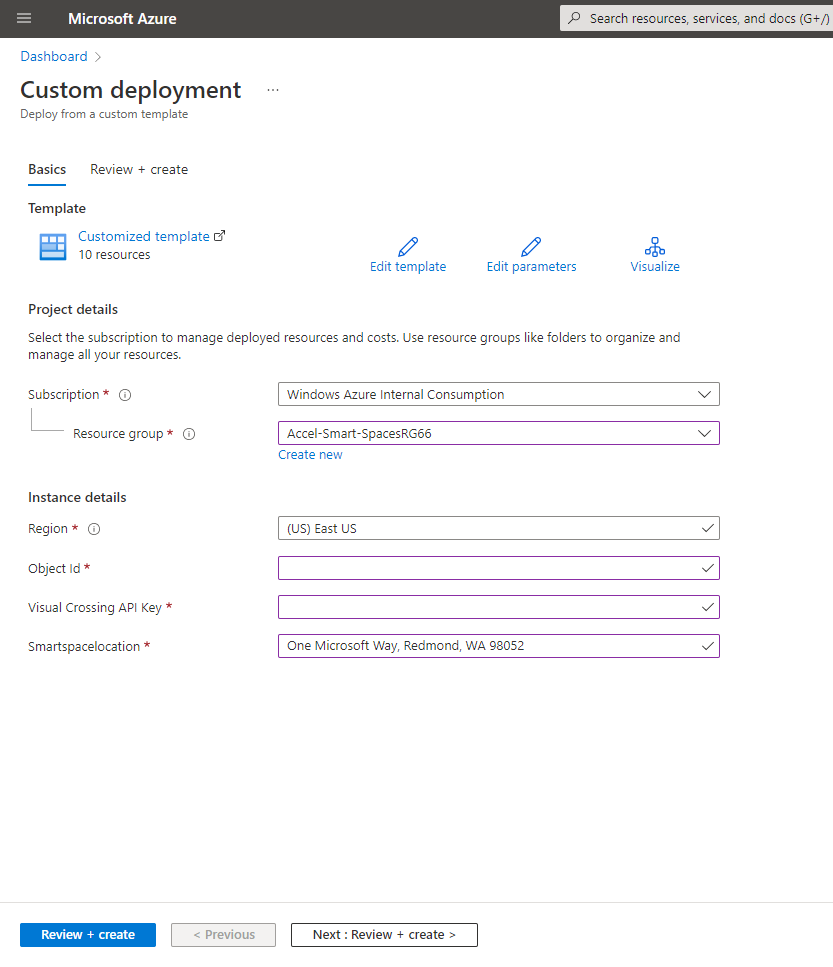 Microsoft Azure
Search resources, services, and docs (G+/)
Dashboard >
Custom deployment ...
Deploy from a custom template
Basics Review + create
Template
Customized template
10 resources
Edit template Edit parameters Visualize
Project details
Select the subscription to manage deployed resources and costs. Use resource groups like folders to organize and
manage all your resources.
Subscription * Windows Azure Internal Consumption
Resource group * Accel-Smart-SpacesRG66
Create new
Instance details
Region * (US) East US
Object Id *
Visual Crossing API Key *
Smartspacelocation * One Microsoft Way, Redmond, WA 98052
Review + create < Previous Next : Review + create >